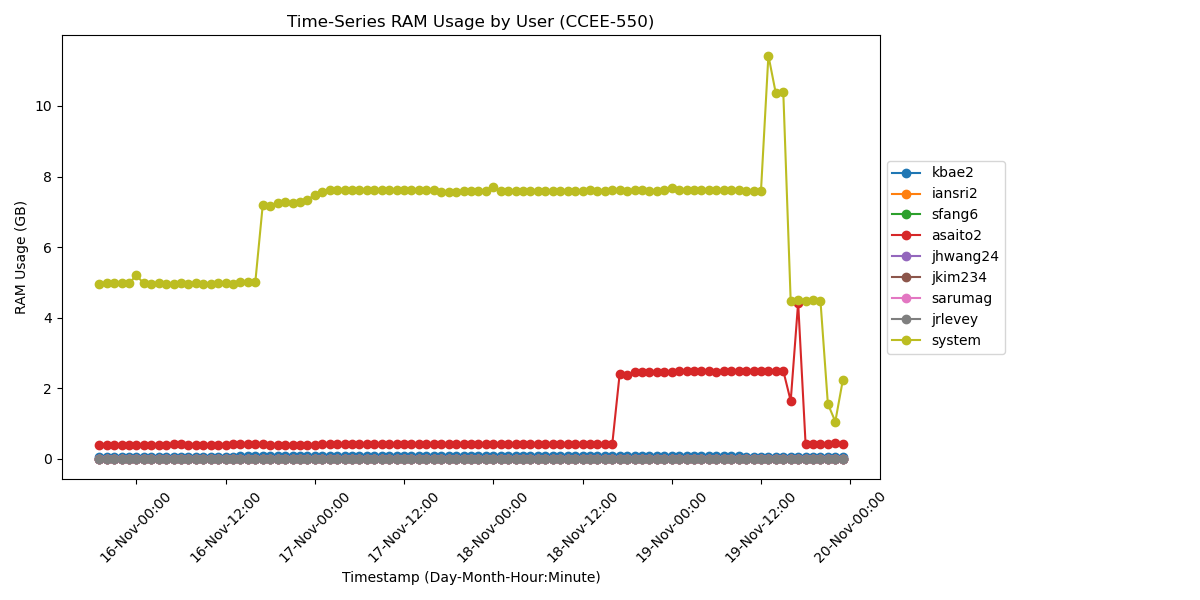 Time-Series RAM Usage by User (CCEE-550)
RAM Usage (GB)
10
8
6
4
2
0
16-Nov-00:00
16-Nov-12:00
17-Nov-00:00
17-Nov-12:00
18-Nov-00:00
18-Nov-12:00
19-Nov-00:00
19-Nov-12:00
20-Nov-00:00
Timestamp (Day-Month-Hour:Minute)
kbae2
iansri2
sfang6
asaito2
jhwang24
jkim234
sarumag
jrlevey
system